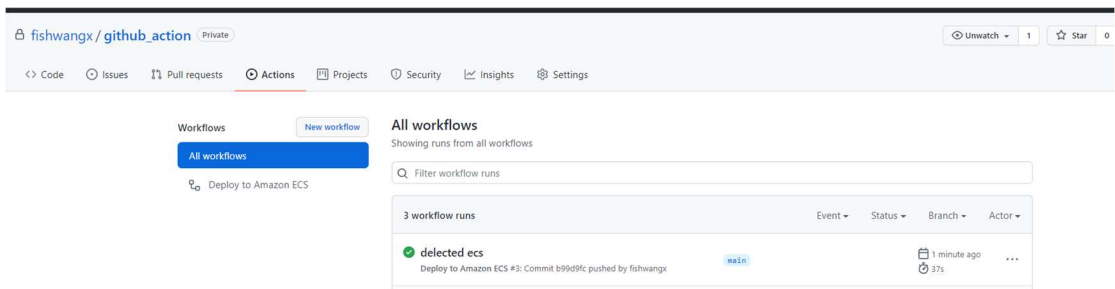 fishwangx / github_action Private
Unwatch 1 Star 0
Code Issues Pull requests Actions Projects Security Insights Settings
Workflows New workflow
All workflows
Deploy to Amazon ECS
All workflows
Showing runs from all workflows
Filter workflow runs
3 workflow runs Event Status Branch Actor
delected ecs main 1 minute ago ...
Deploy to Amazon ECS #3: Commit b99d9fc pushed by fishwangx 37s